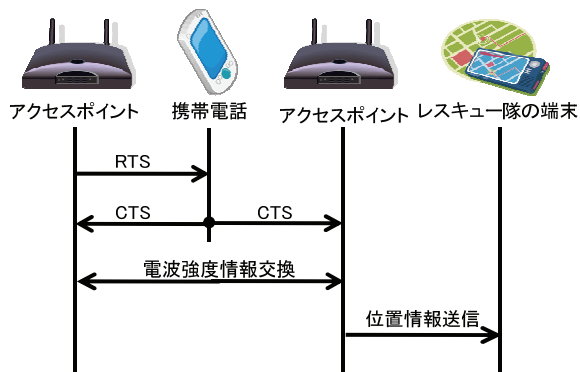 アクセスポイント
携帯電話
アクセスポイント
レスキュー隊の端末
RTS
CTS
CTS
電波強度情報交換
位置情報送信